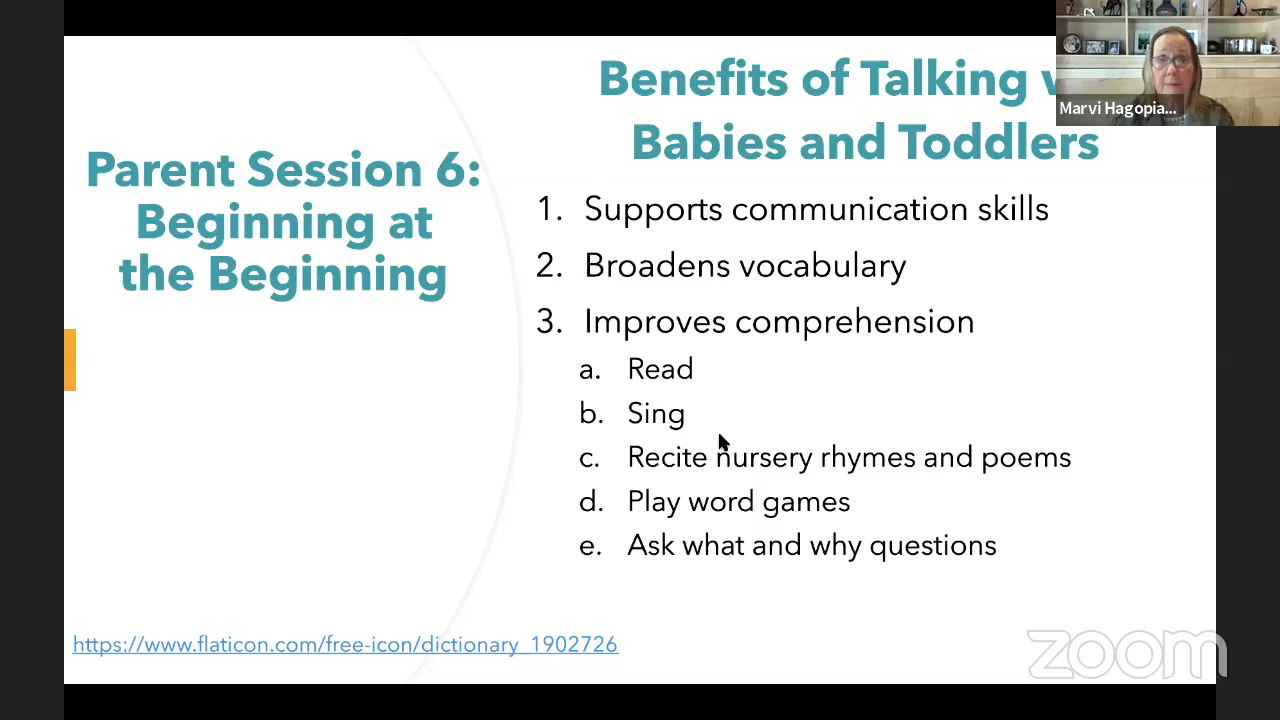 Parent Session 6:
Beginning at
the Beginning
Benefits of Talking
Babies and Toddlers
1. Supports communication skills
2. Broadens vocabulary
3. Improves comprehension
a. Read
b. Sing
c. Recite nursery rhymes and poems
d. Play word games
e. Ask what and why questions
https://www.flaticon.com/free-icon/dictionary_1902726
Marvi Hagopia...
zoom